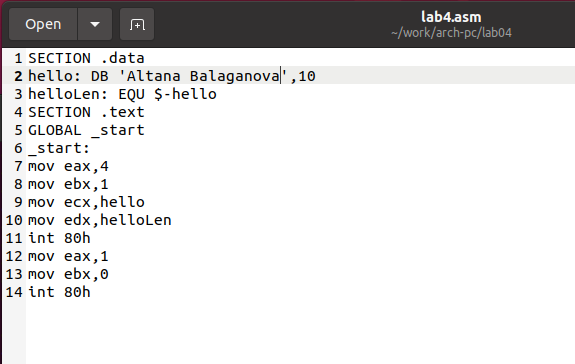 Open
lab4.asm
~/work/arch-pc/lab04
1 SECTION .data
2 hello: DB 'Altana Balaganova',10
3 helloLen: EQU $-hello
4 SECTION .text
5 GLOBAL _start
6 _start:
7 mov eax,4
8 mov ebx,1
9 mov ecx,hello
10 mov edx,helloLen
11 int 80h
12 mov eax,1
13 mov ebx,0
14 int 80h